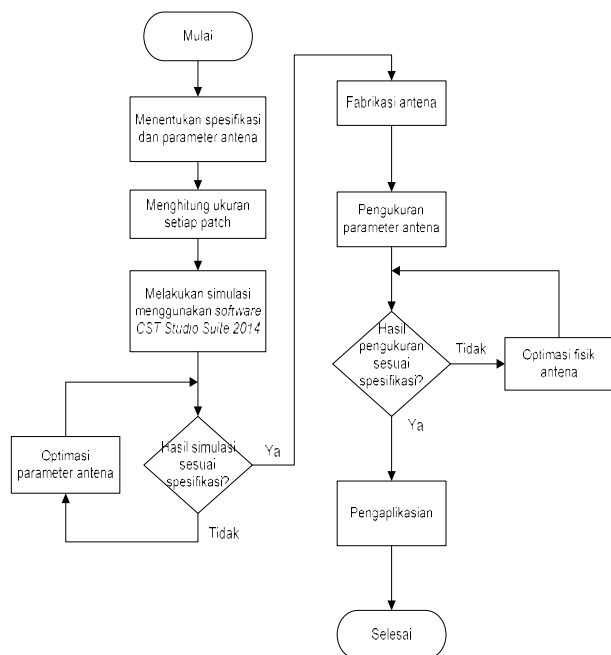 Mulai
Menentukan spesifikasi
dan parameter antena
Menghitung ukuran
setiap patch
Melakukan simulasi
menggunakan software
CST Studio Suite 2014
Hasil simulasi
sesuai
spesifikasi?
Ya
Tidak
Optimasi
parameter antena
Fabrikasi antena
Pengukuran
parameter antena
Hasil
pengukuran
sesuai
spesifikasi?
Tidak
Optimasi fisik
antena
Ya
Pengaplikasian
Selesai